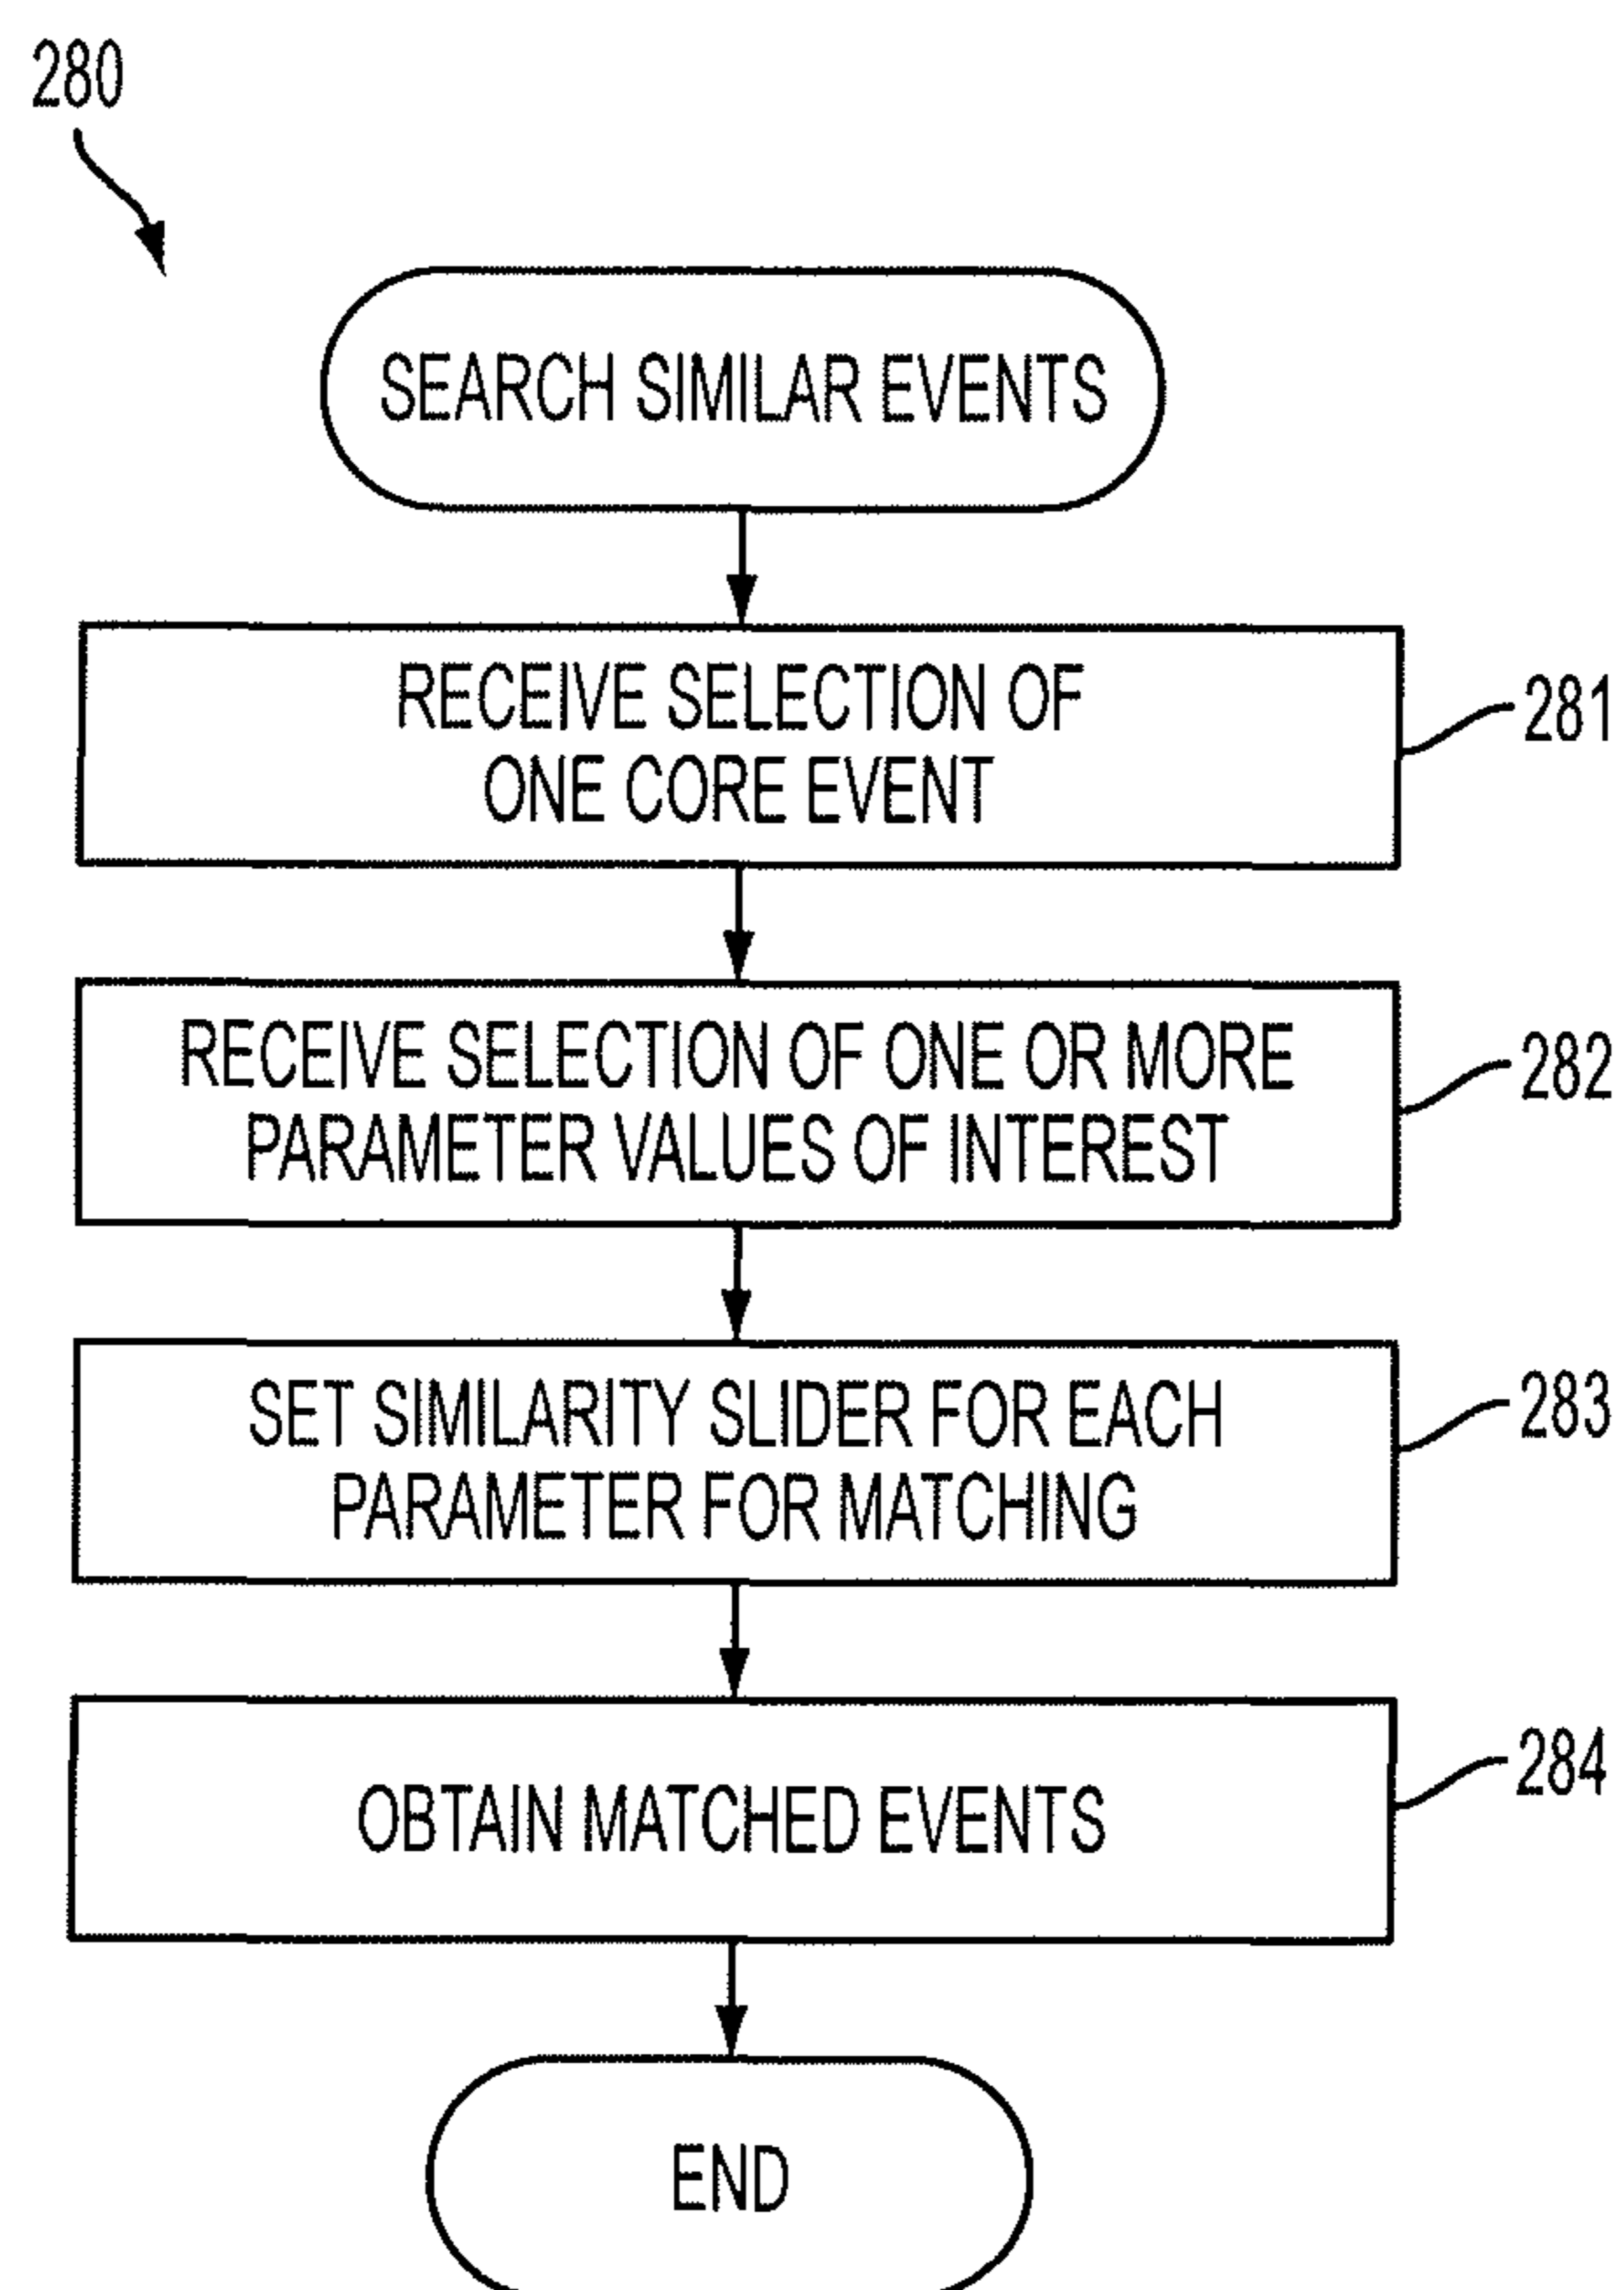 280
SEARCH SIMILAR EVENTS
RECEIVE SELECTION OF
ONE CORE EVENT
281
RECEIVE SELECTION OF ONE OR MORE
PARAMETER VALUES OF INTEREST
282
SET SIMILARITY SLIDER FOR EACH
PARAMETER FOR MATCHING
283
OBTAIN MATCHED EVENTS
284
END